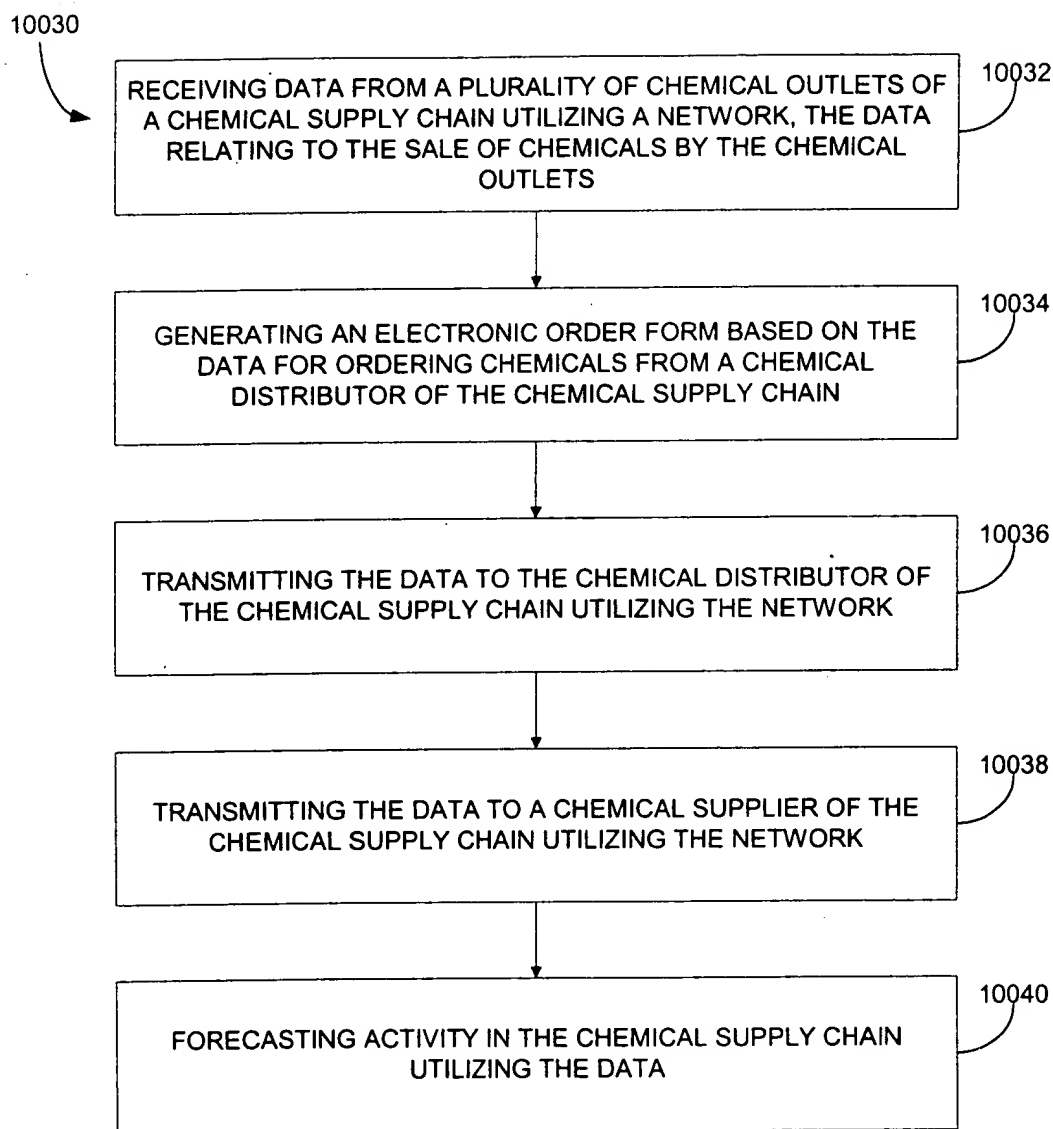 10030
RECEIVING DATA FROM A PLURALITY OF CHEMICAL OUTLETS OF
A CHEMICAL SUPPLY CHAIN UTILIZING A NETWORK, THE DATA
RELATING TO THE SALE OF CHEMICALS BY THE CHEMICAL
OUTLETS
10032
GENERATING AN ELECTRONIC ORDER FORM BASED ON THE
DATA FOR ORDERING CHEMICALS FROM A CHEMICAL
DISTRIBUTOR OF THE CHEMICAL SUPPLY CHAIN
10034
TRANSMITTING THE DATA TO THE CHEMICAL DISTRIBUTOR OF
THE CHEMICAL SUPPLY CHAIN UTILIZING THE NETWORK
10036
TRANSMITTING THE DATA TO A CHEMICAL SUPPLIER OF THE
CHEMICAL SUPPLY CHAIN UTILIZING THE NETWORK
10038
FORECASTING ACTIVITY IN THE CHEMICAL SUPPLY CHAIN
UTILIZING THE DATA
10040